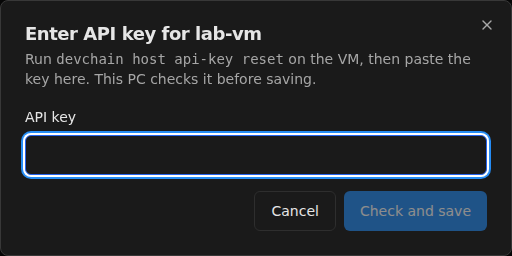 Enter API key for lab-vm
Run devchain host api-key reset on the VM, then paste the
key here. This PC checks it before saving.
API key
Cancel
Check and save